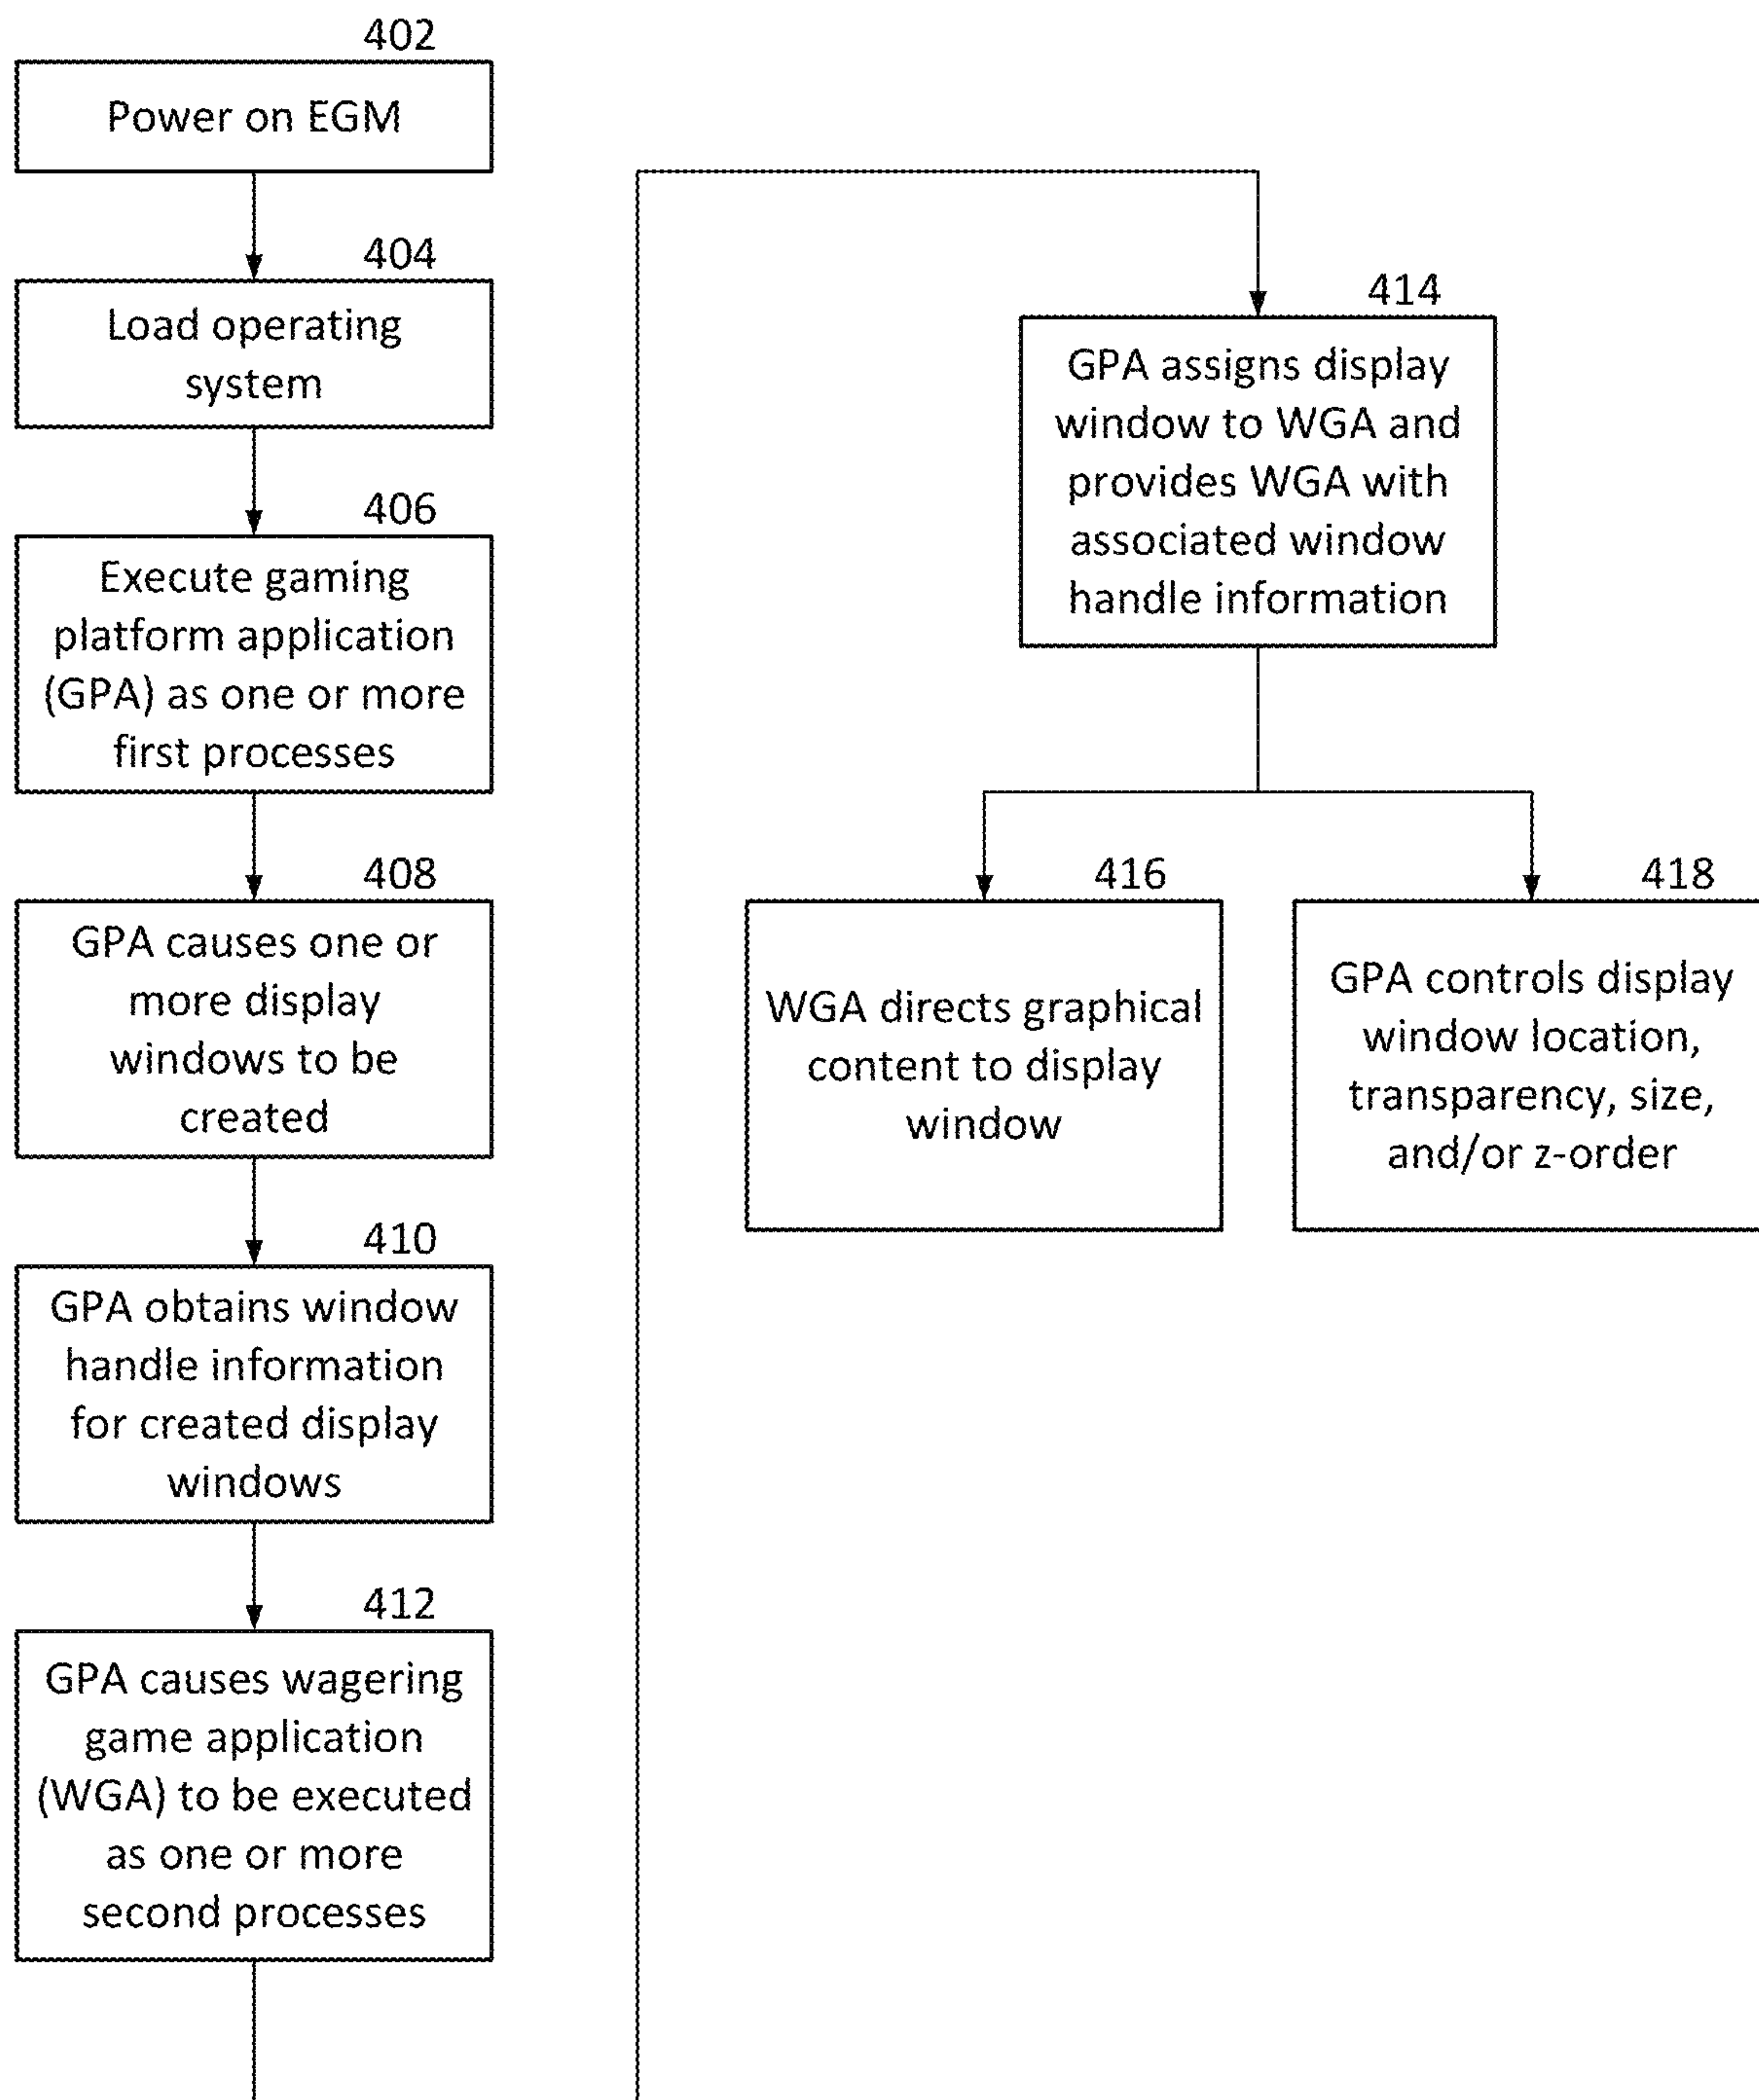 402
Power on EGM
404
Load operating
system
406
Execute gaming
platform application
(GPA) as one or more
first processes
408
GPA causes one or
more display
windows to be
created
410
GPA obtains window
handle information
for created display
windows
412
GPA causes wagering
game application
(WGA) to be executed
as one or more
second processes
414
GPA assigns display
window to WGA and
provides WGA with
associated window
handle information
416
WGA directs graphical
content to display
window
418
GPA controls display
window location,
transparency, size,
and/or z-order